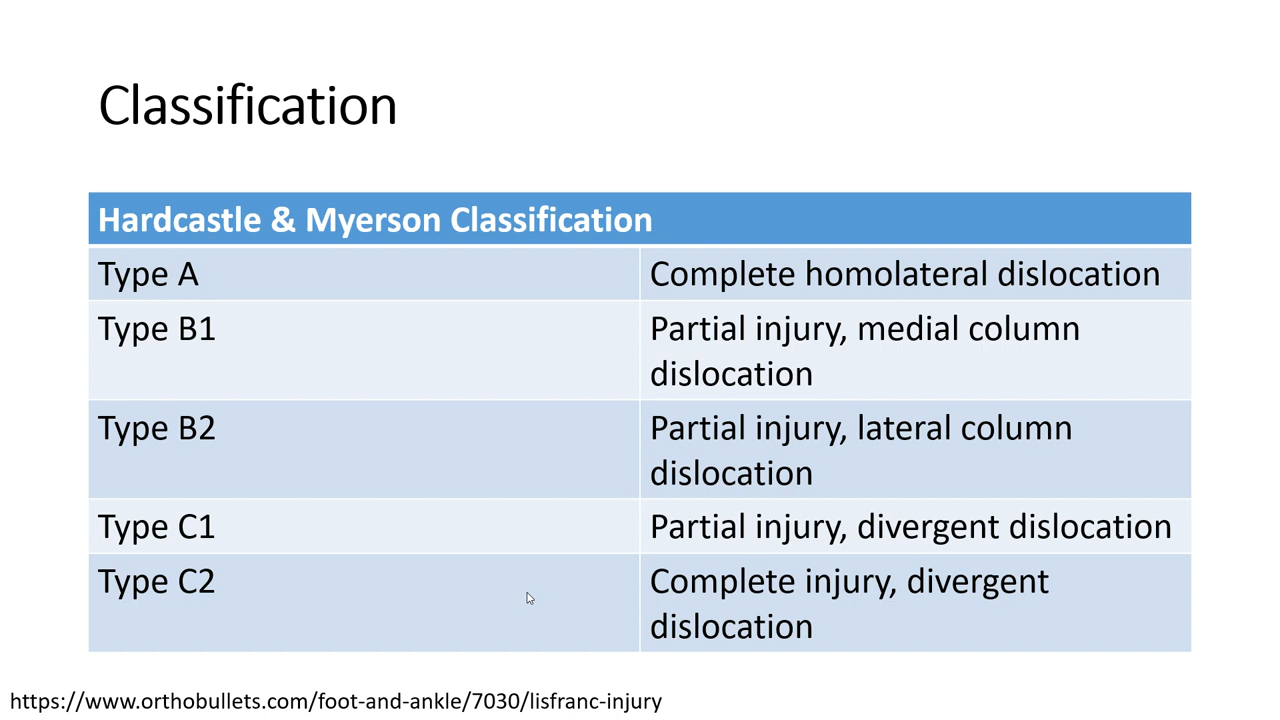 Classification
Hardcastle & Myerson Classification
Type A
Complete homolateral dislocation
Type B1
Partial injury, medial column
dislocation
Type B2
Partial injury, lateral column
dislocation
Type C1
Partial injury, divergent dislocation
Type C2
Complete injury, divergent
dislocation
https://www.orthobullets.com/foot-and-ankle/7030/lisfranc-injury